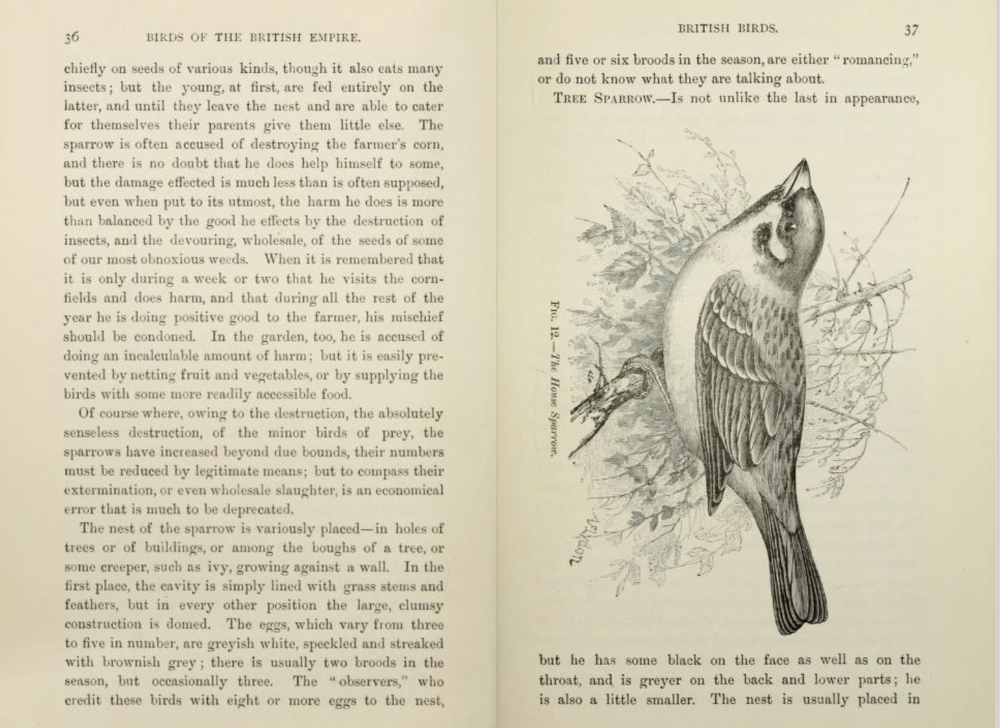 36 BIRDS OF THE BRITISH EMPIRE.
chiefly on seeds of various kinds, though it also eats many
insects; but the young, at first, are fed entirely on the
latter, and until they leave the nest and are able to cater
for themselves their parents give them little else. The
sparrow is often accused of destroying the farmer's corn,
and there is no doubt that he does help himself to some,
but the damage effected is much less than is often supposed,
but even when put to its utmost, the harm he does is more
than balanced by the good he effects by the destruction of
insects, and the devouring, wholesale, of the seeds of some
of our most obnoxious weeds. When it is remembered that
it is only during a week or two that he visits the corn-
fields and does harm, and that during all the rest of the
year he is doing positive good to the farmer, his mischief
should be condoned. In the garden, too, he is accused of
doing an incalculable amount of harm; but it is easily pre-
vented by netting fruit and vegetables, or by supplying the
birds with some more readily accessible food.
Of course where, owing to the destruction, the absolutely
senseless destruction, of the minor birds of prey, the
sparrows have increased beyond due bounds, their numbers
must be reduced by legitimate means; but to compass their
extermination, or even wholesale slaughter, is an economical
error that is much to be deprecated.
The nest of the sparrow is variously placed—in holes of
trees or of buildings, or among the boughs of a tree, or
some creeper, such as ivy, growing against a wall. In the
first place, the cavity is simply lined with grass stems and
feathers, but in every other position the large, clumsy
construction is domed. The eggs, which vary from three
to five in number, are greyish white, speckled and streaked
with brownish grey; there is usually two broods in the
season, but occasionally three. The "observers," who
credit these birds with eight or more eggs to the nest,
BRITISH BIRDS. 37
and five or six broods in the season, are either "romancing,"
or do not know what they are talking about.
TREE SPARROW.—Is not unlike the last in appearance,
FIG. 12.—The House Sparrow.
but he has some black on the face as well as on the
throat, and is greyer on the back and lower parts; he
is also a little smaller. The nest is usually placed in